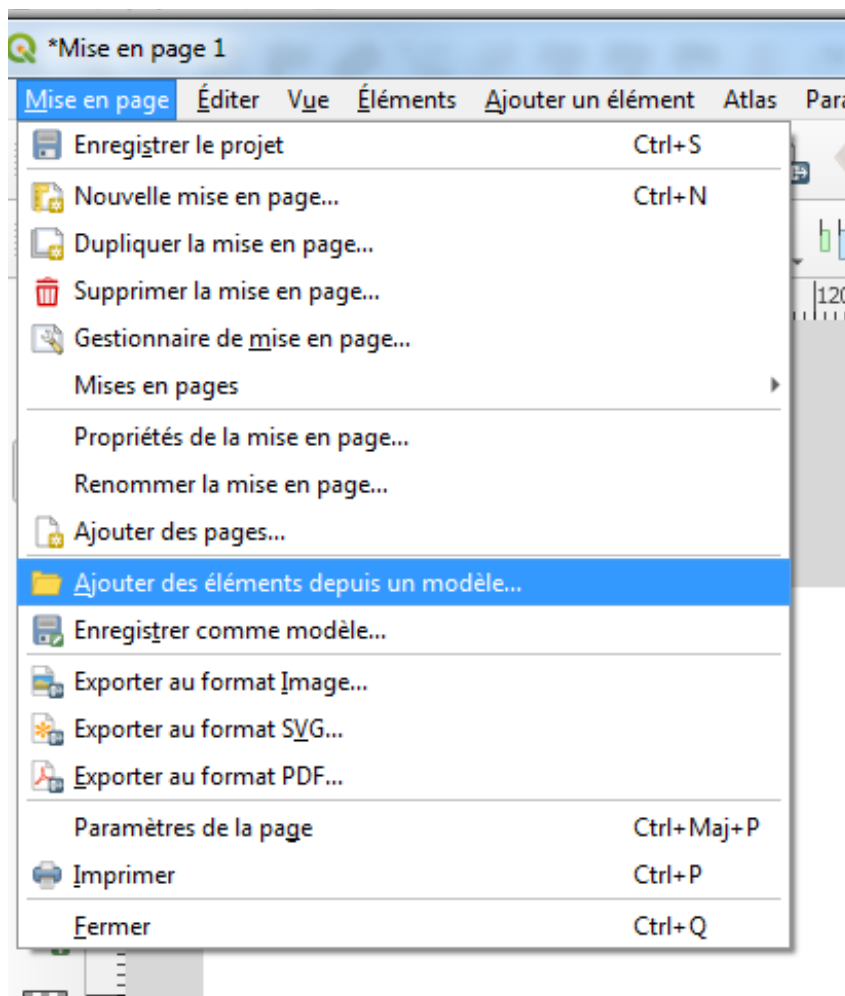 *Mise en page 1
Mise en page Éditer Vue Éléments Ajouter un élément Atlas Para
Enregistrer le projet Ctrl+S
Nouvelle mise en page... Ctrl+N
Dupliquer la mise en page...
Supprimer la mise en page...
120
Gestionnaire de mise en page...
Mises en pages
Propriétés de la mise en page...
Renommer la mise en page...
Ajouter des pages...
Ajouter des éléments depuis un modèle...
Enregistrer comme modèle...
Exporter au format Image...
Exporter au format SVG...
Exporter au format PDF...
Paramètres de la page Ctrl+Maj+P
Imprimer Ctrl+P
Fermer Ctrl+Q